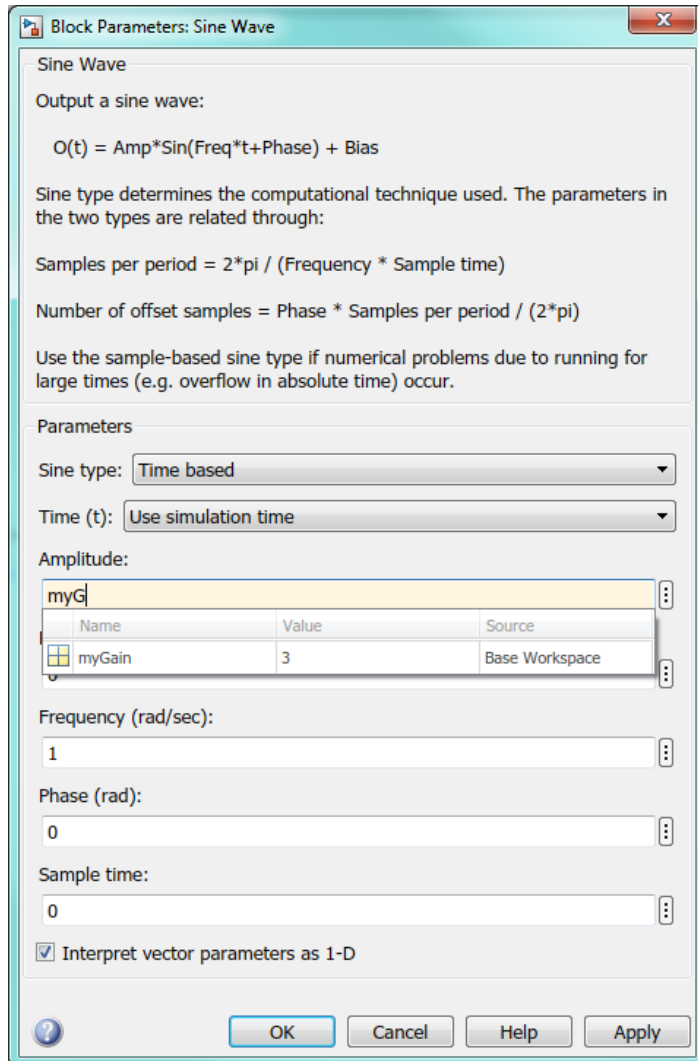 Block Parameters: Sine Wave
Sine Wave
Output a sine wave:
O(t) = Amp*Sin(Freq*t+Phase) + Bias
Sine type determines the computational technique used. The parameters in
the two types are related through:
Samples per period = 2*pi / (Frequency * Sample time)
Number of offset samples = Phase * Samples per period / (2*pi)
Use the sample-based sine type if numerical problems due to running for
large times (e.g. overflow in absolute time) occur.
Parameters
Sine type: Time based
Time (t): Use simulation time
Amplitude:
myG
Name Value Source
myGain 3 Base Workspace
Frequency (rad/sec):
1
Phase (rad):
0
Sample time:
0
Interpret vector parameters as 1-D
OK Cancel Help Apply